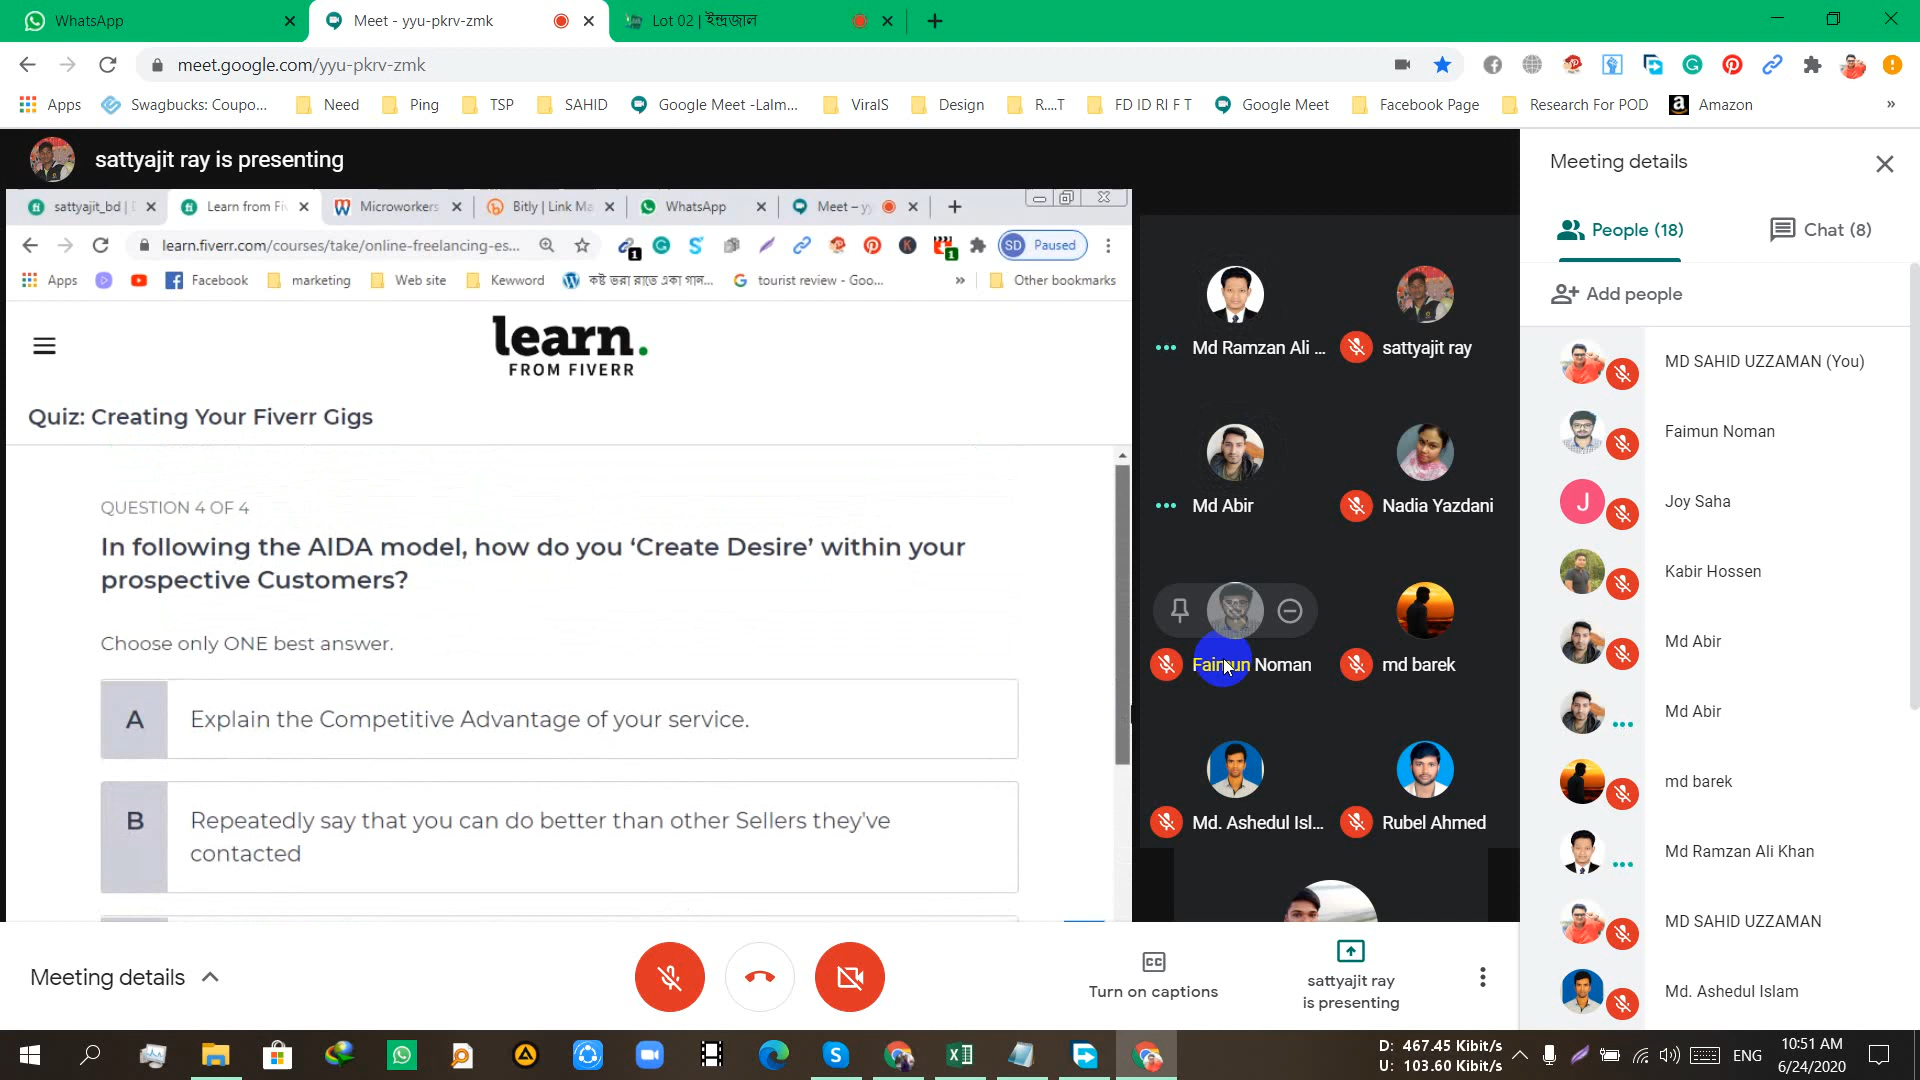 WhatsApp
Meet - yyu-pkrv-zmk
Lot 02 | ইন্দ্রজাল
meet.google.com/yyu-pkrv-zmk
Apps
Swagbucks: Coupo...
Need
Ping
TSP
SAHID
Google Meet -Lalm...
ViralS
Design
R....T
FD ID RI F T
Google Meet
Facebook Page
Research For POD
Amazon
»
sattyajit ray is presenting
sattyajit_bd |
Learn from Fi
Microworkers
Bitly | Link Ma
WhatsApp
Meet – yy
learn.fiverr.com/courses/take/online-freelancing-es...
SD Paused
Apps
Facebook
marketing
Web site
Kewword
কষ্ট ভরা রাতে একা গান...
tourist review - Goo...
»
Other bookmarks
learn.
FROM FIVERR
Quiz: Creating Your Fiverr Gigs
QUESTION 4 OF 4
In following the AIDA model, how do you ‘Create Desire’ within your
prospective Customers?
Choose only ONE best answer.
A Explain the Competitive Advantage of your service.
B Repeatedly say that you can do better than other Sellers they've
contacted
Md Ramzan Ali ...
sattyajit ray
Md Abir
Nadia Yazdani
Faimun Noman
md barek
Md. Ashedul Isl...
Rubel Ahmed
Meeting details
People (18)
Chat (8)
Add people
MD SAHID UZZAMAN (You)
Faimun Noman
J
Joy Saha
Kabir Hossen
Md Abir
Md Abir
md barek
Md Ramzan Ali Khan
MD SAHID UZZAMAN
Md. Ashedul Islam
Meeting details
Turn on captions
sattyajit ray
is presenting
D: 467.45 Kibit/s
U: 103.60 Kibit/s
ENG
10:51 AM
6/24/2020